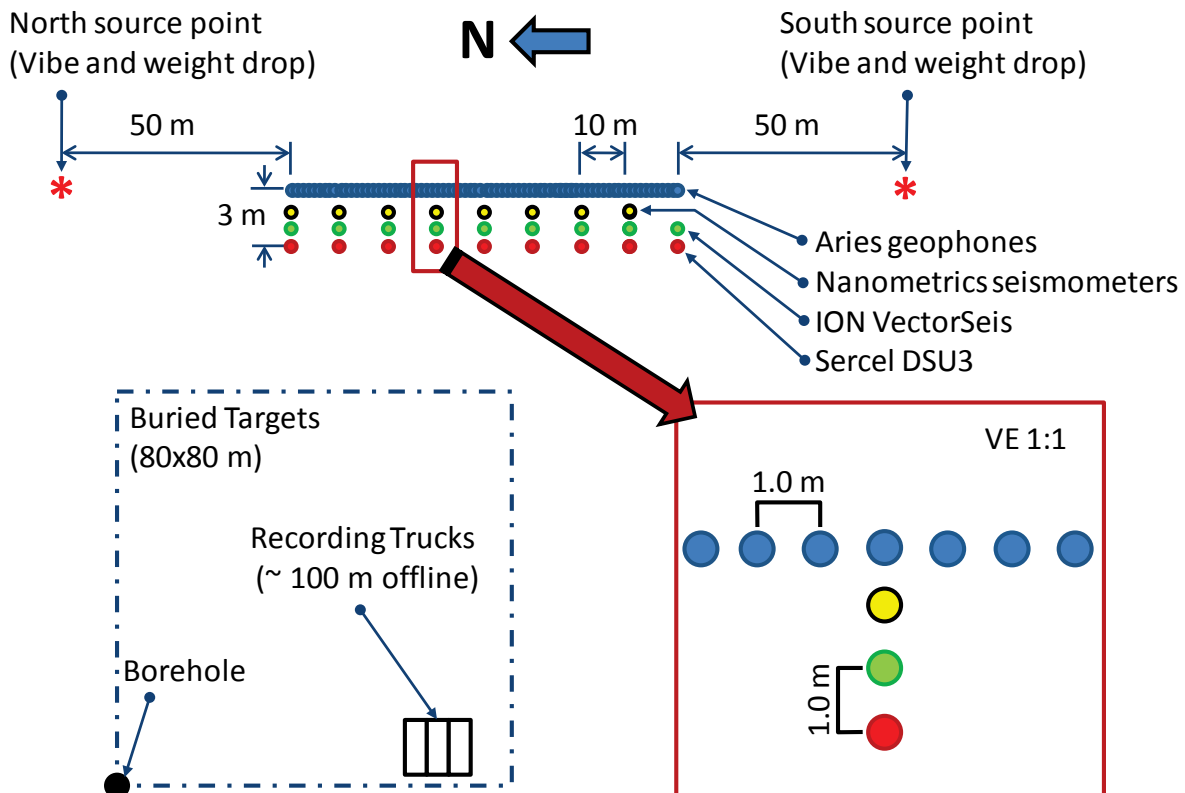 North source point
(Vibe and weight drop)
N
South source point
(Vibe and weight drop)
50 m
10 m
50 m
3 m
Aries geophones
Nanometrics seismometers
ION VectorSeis
Sercel DSU3
Buried Targets
(80x80 m)
VE 1:1
1.0 m
Recording Trucks
(~ 100 m offline)
Borehole
1.0 m